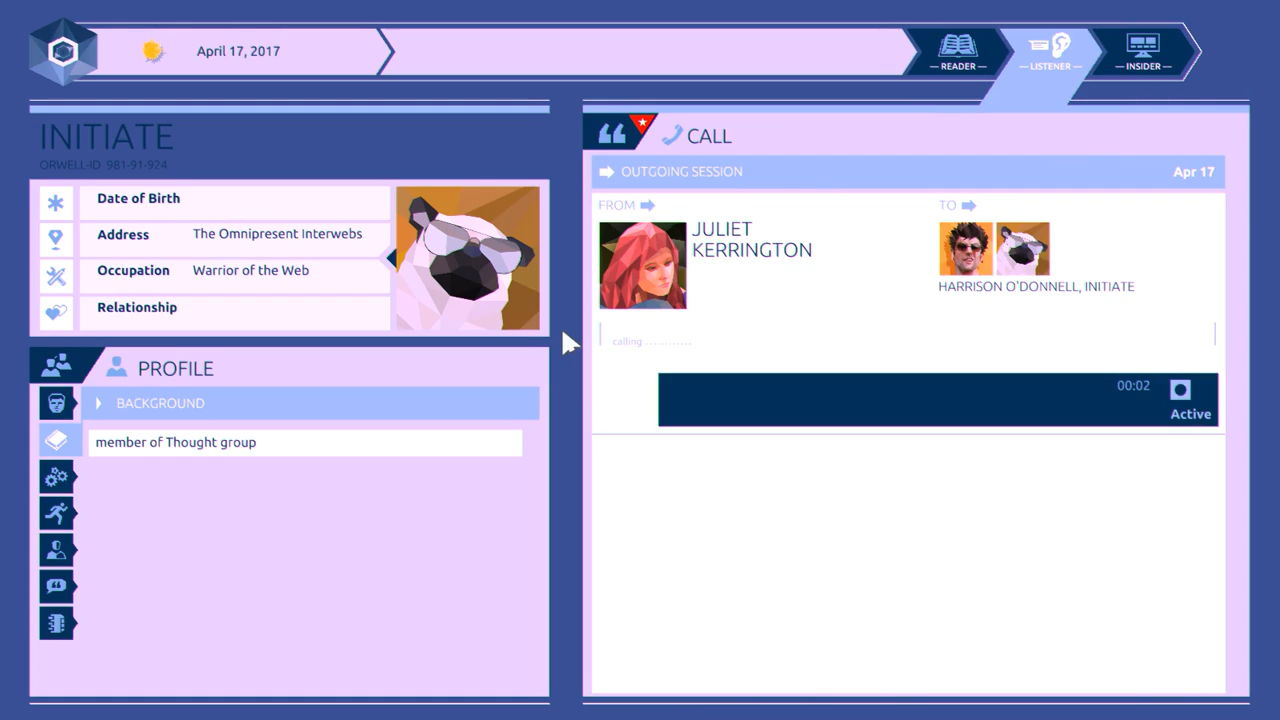 April 17, 2017
— READER —
— LISTENER —
— INSIDER —
INITIATE
ORWELL-ID 981-91-924
Date of Birth
Address The Omnipresent Interwebs
Occupation Warrior of the Web
Relationship
PROFILE
BACKGROUND
member of Thought group
CALL
OUTGOING SESSION Apr 17
FROM
TO
JULIET
KERRINGTON
HARRISON O'DONNELL, INITIATE
calling ............
00:02
Active